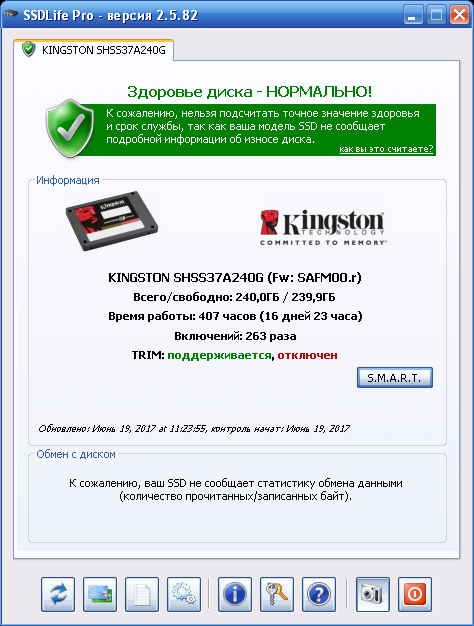 SSDLife Pro - версия 2.5.82
KINGSTON SHSS37A240G
Здоровье диска - НОРМАЛЬНО!
К сожалению, нельзя подсчитать точное значение здоровья
и срок службы, так как ваша модель SSD не сообщает
подробной информации об износе диска.
как вы это считаете?
Информация
Kingston
TECHNOLOGY
COMMITTED TO MEMORY
KINGSTON SHSS37A240G (Fw: SAFM00.r)
Всего/свободно: 240,0ГБ / 239,9ГБ
Время работы: 407 часов (16 дней 23 часа)
Включений: 263 раза
TRIM: поддерживается, отключен
S.M.A.R.T.
Обновлено: Июнь 19, 2017 at 11:23:55, контроль начат: Июнь 19, 2017
Обмен с диском
К сожалению, ваш SSD не сообщает статистику обмена данными
(количество прочитанных/записанных байт).